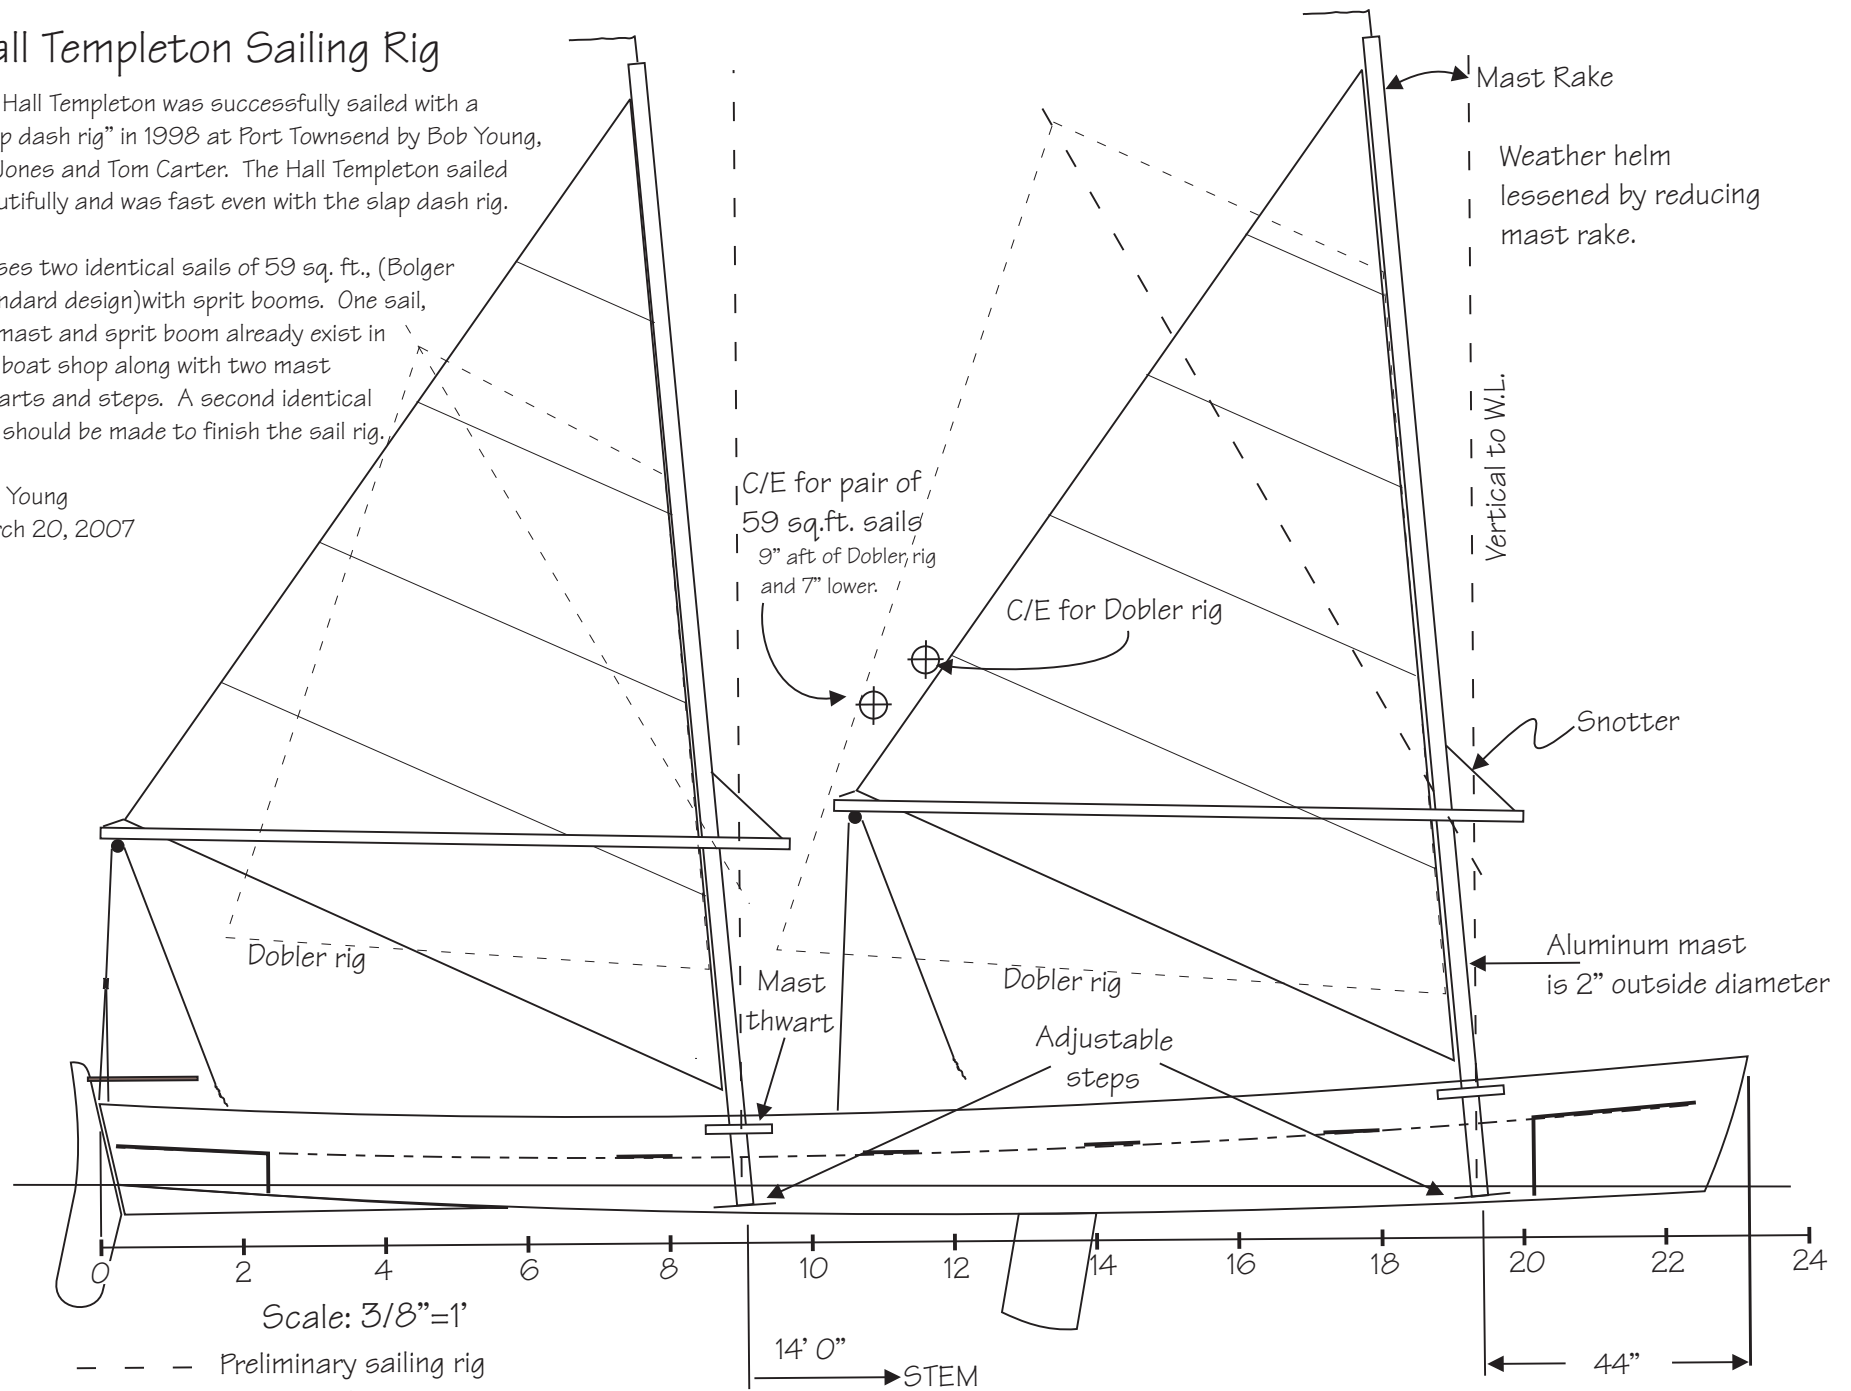 all Templeton Sailing Rig
Hall Templeton was successfully sailed with a
p dash rig” in 1998 at Port Townsend by Bob Young,
Jones and Tom Carter.  The Hall Templeton sailed
utifully and was fast even with the slap dash rig.
ses two identical sails of 59 sq. ft., (Bolger
ndard design)with sprit booms.  One sail,
mast and sprit boom already exist in
boat shop along with two mast
arts and steps.  A second identical
should be made to finish the sail rig.
Young
rch 20, 2007
Mast Rake
Weather helm
lessened by reducing
mast rake.
Vertical to W.L.
C/E for pair of
59 sq.ft. sails
9” aft of Dobler rig
and 7” lower.
C/E for Dobler rig
Snotter
Dobler rig
Mast
thwart
Dobler rig
Adjustable
steps
Aluminum mast
is 2” outside diameter
0 2 4 6 8 10 12 14 16 18 20 22 24
Scale: 3/8”=1’
Preliminary sailing rig
14’ 0”
STEM
44”